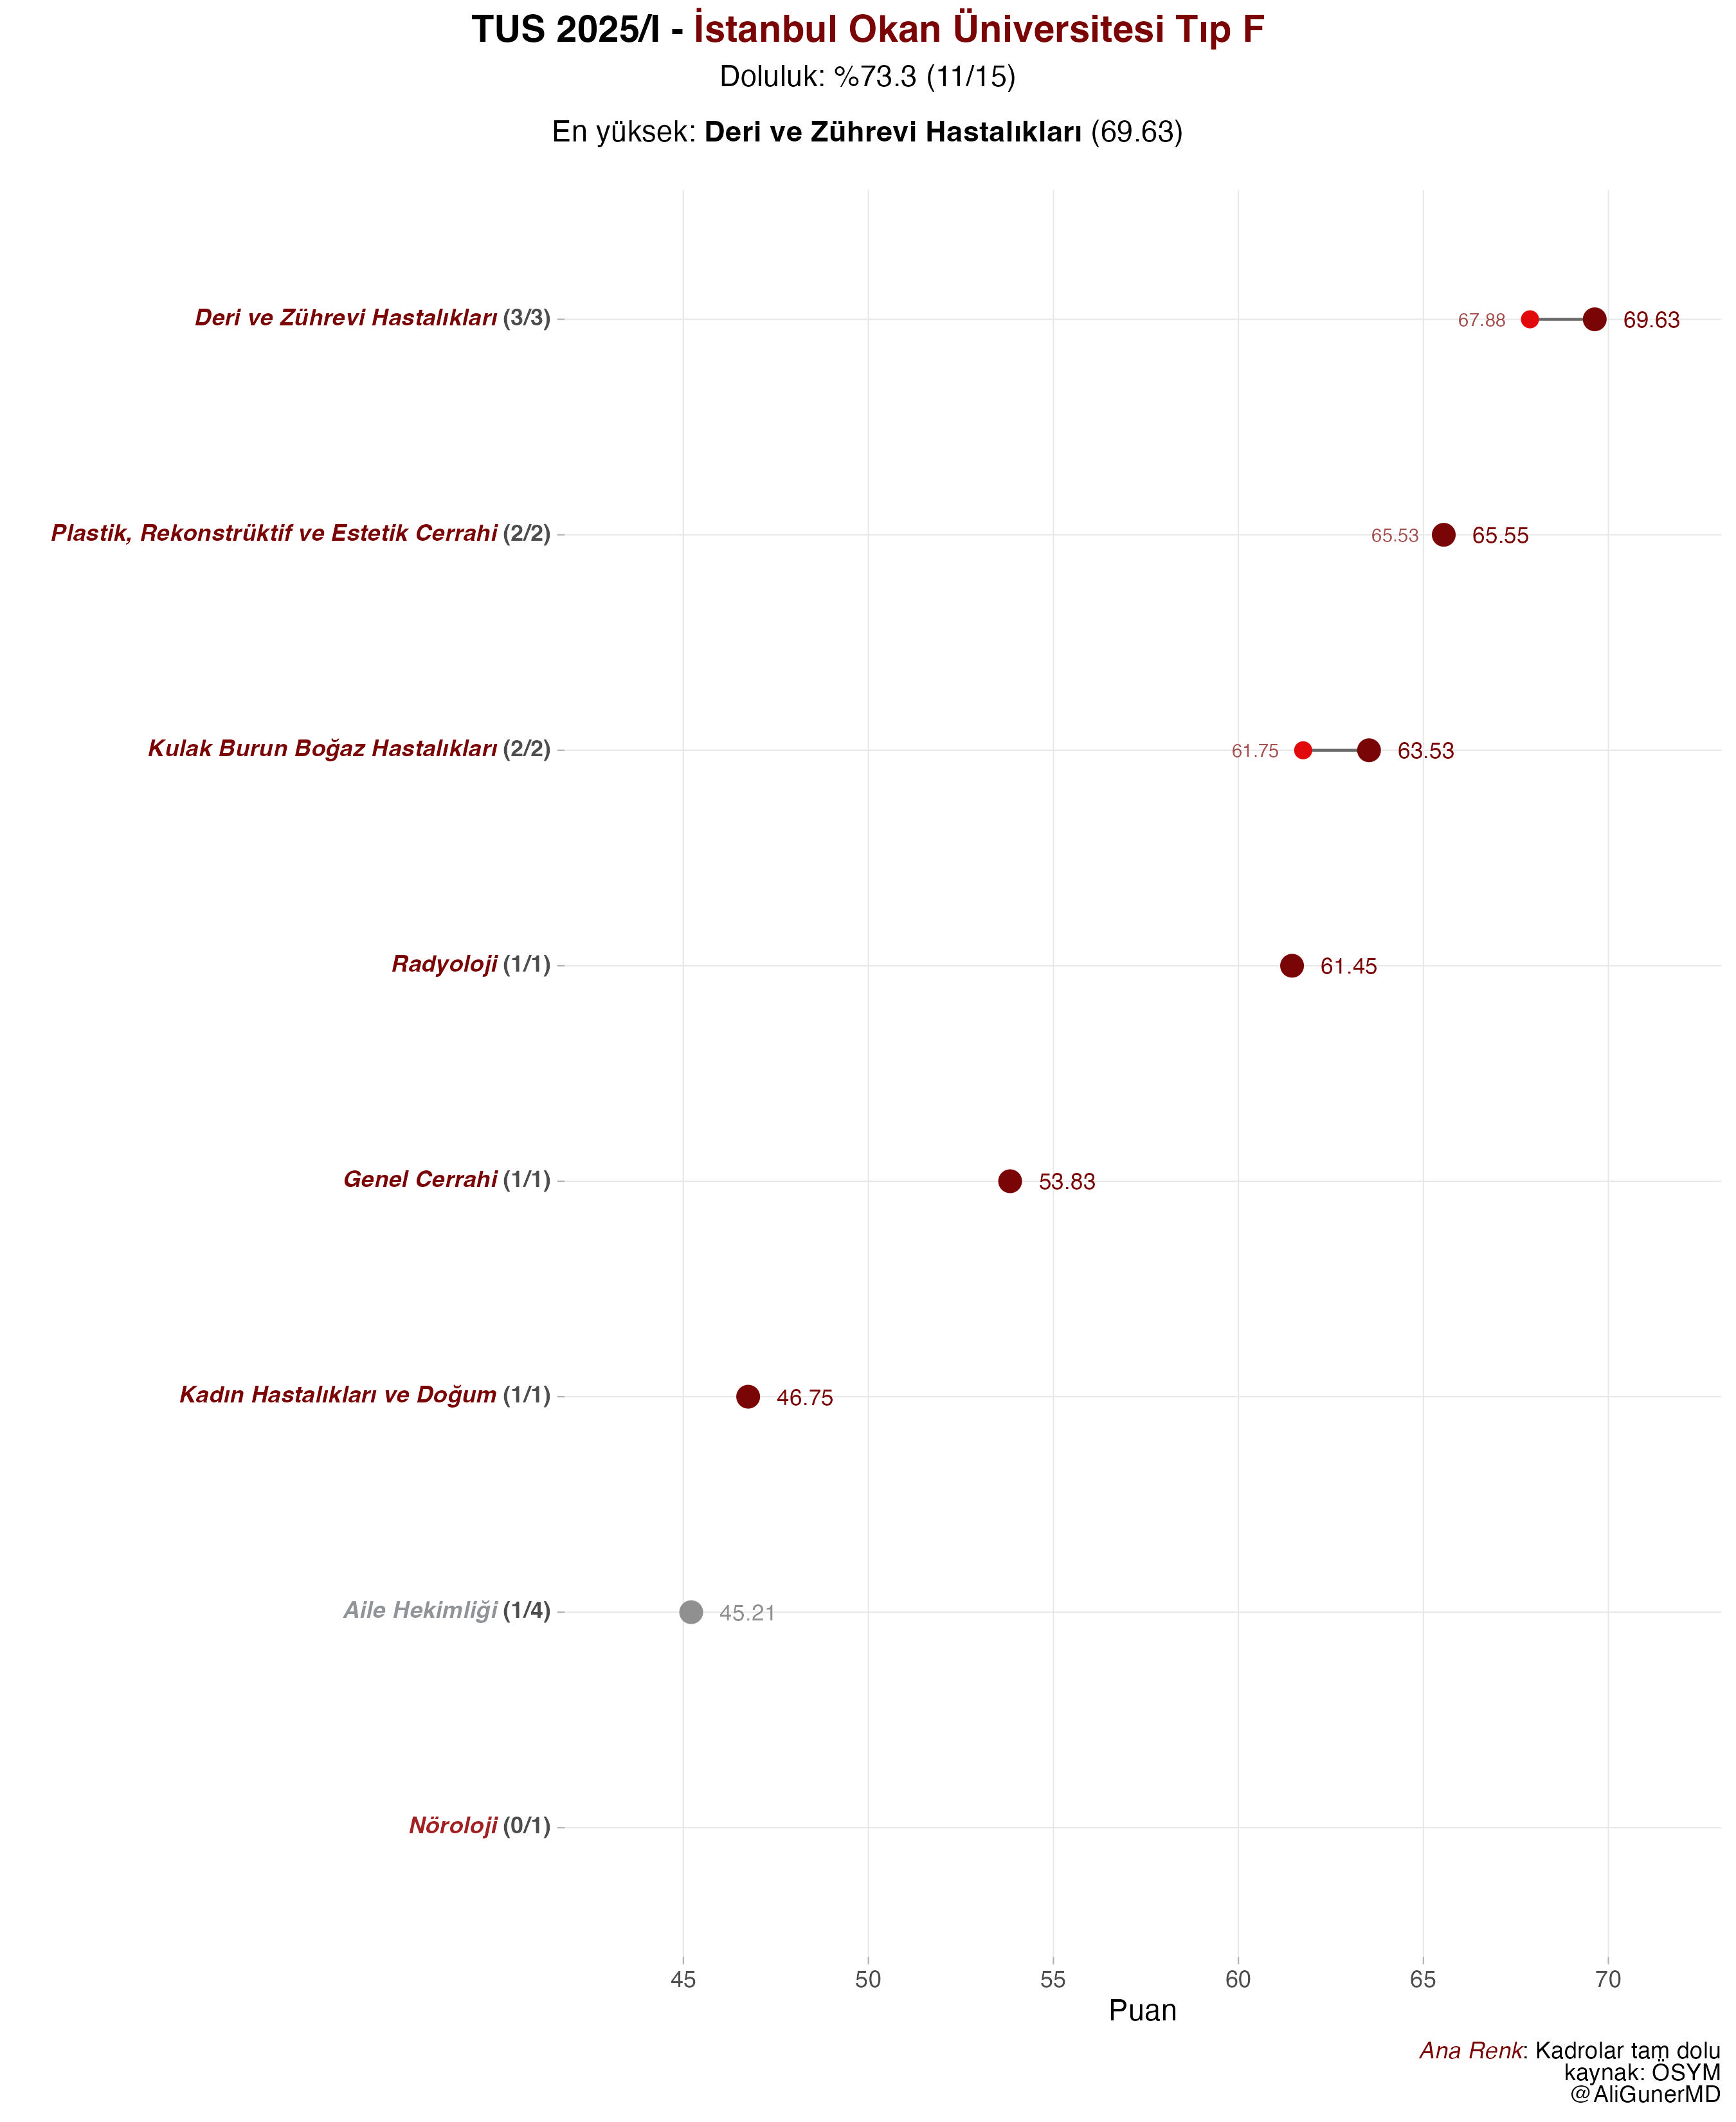 TUS 2025/I - İstanbul Okan Üniversitesi Tıp F
Doluluk: %73.3 (11/15)
En yüksek: Deri ve Zührevi Hastalıkları (69.63)
Deri ve Zührevi Hastalıkları (3/3) 67.88 69.63
Plastik, Rekonstrüktif ve Estetik Cerrahi (2/2) 65.53 65.55
Kulak Burun Boğaz Hastalıkları (2/2) 61.75 63.53
Radyoloji (1/1) 61.45
Genel Cerrahi (1/1) 53.83
Kadın Hastalıkları ve Doğum (1/1) 46.75
Aile Hekimliği (1/4) 45.21
Nöroloji (0/1)
45 50 55 60 65 70
Puan
Ana Renk: Kadrolar tam dolu
kaynak: ÖSYM
@AliGunerMD